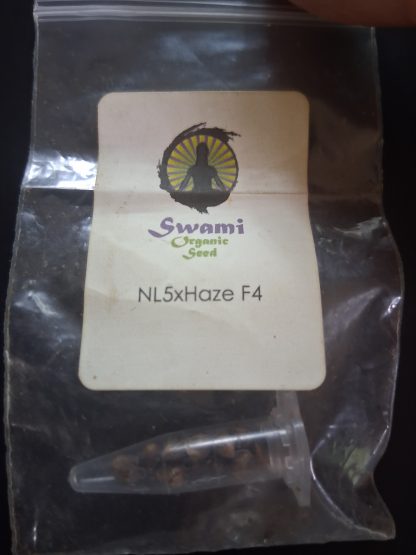 Swami
Organic
Seed
NL5xHaze F4